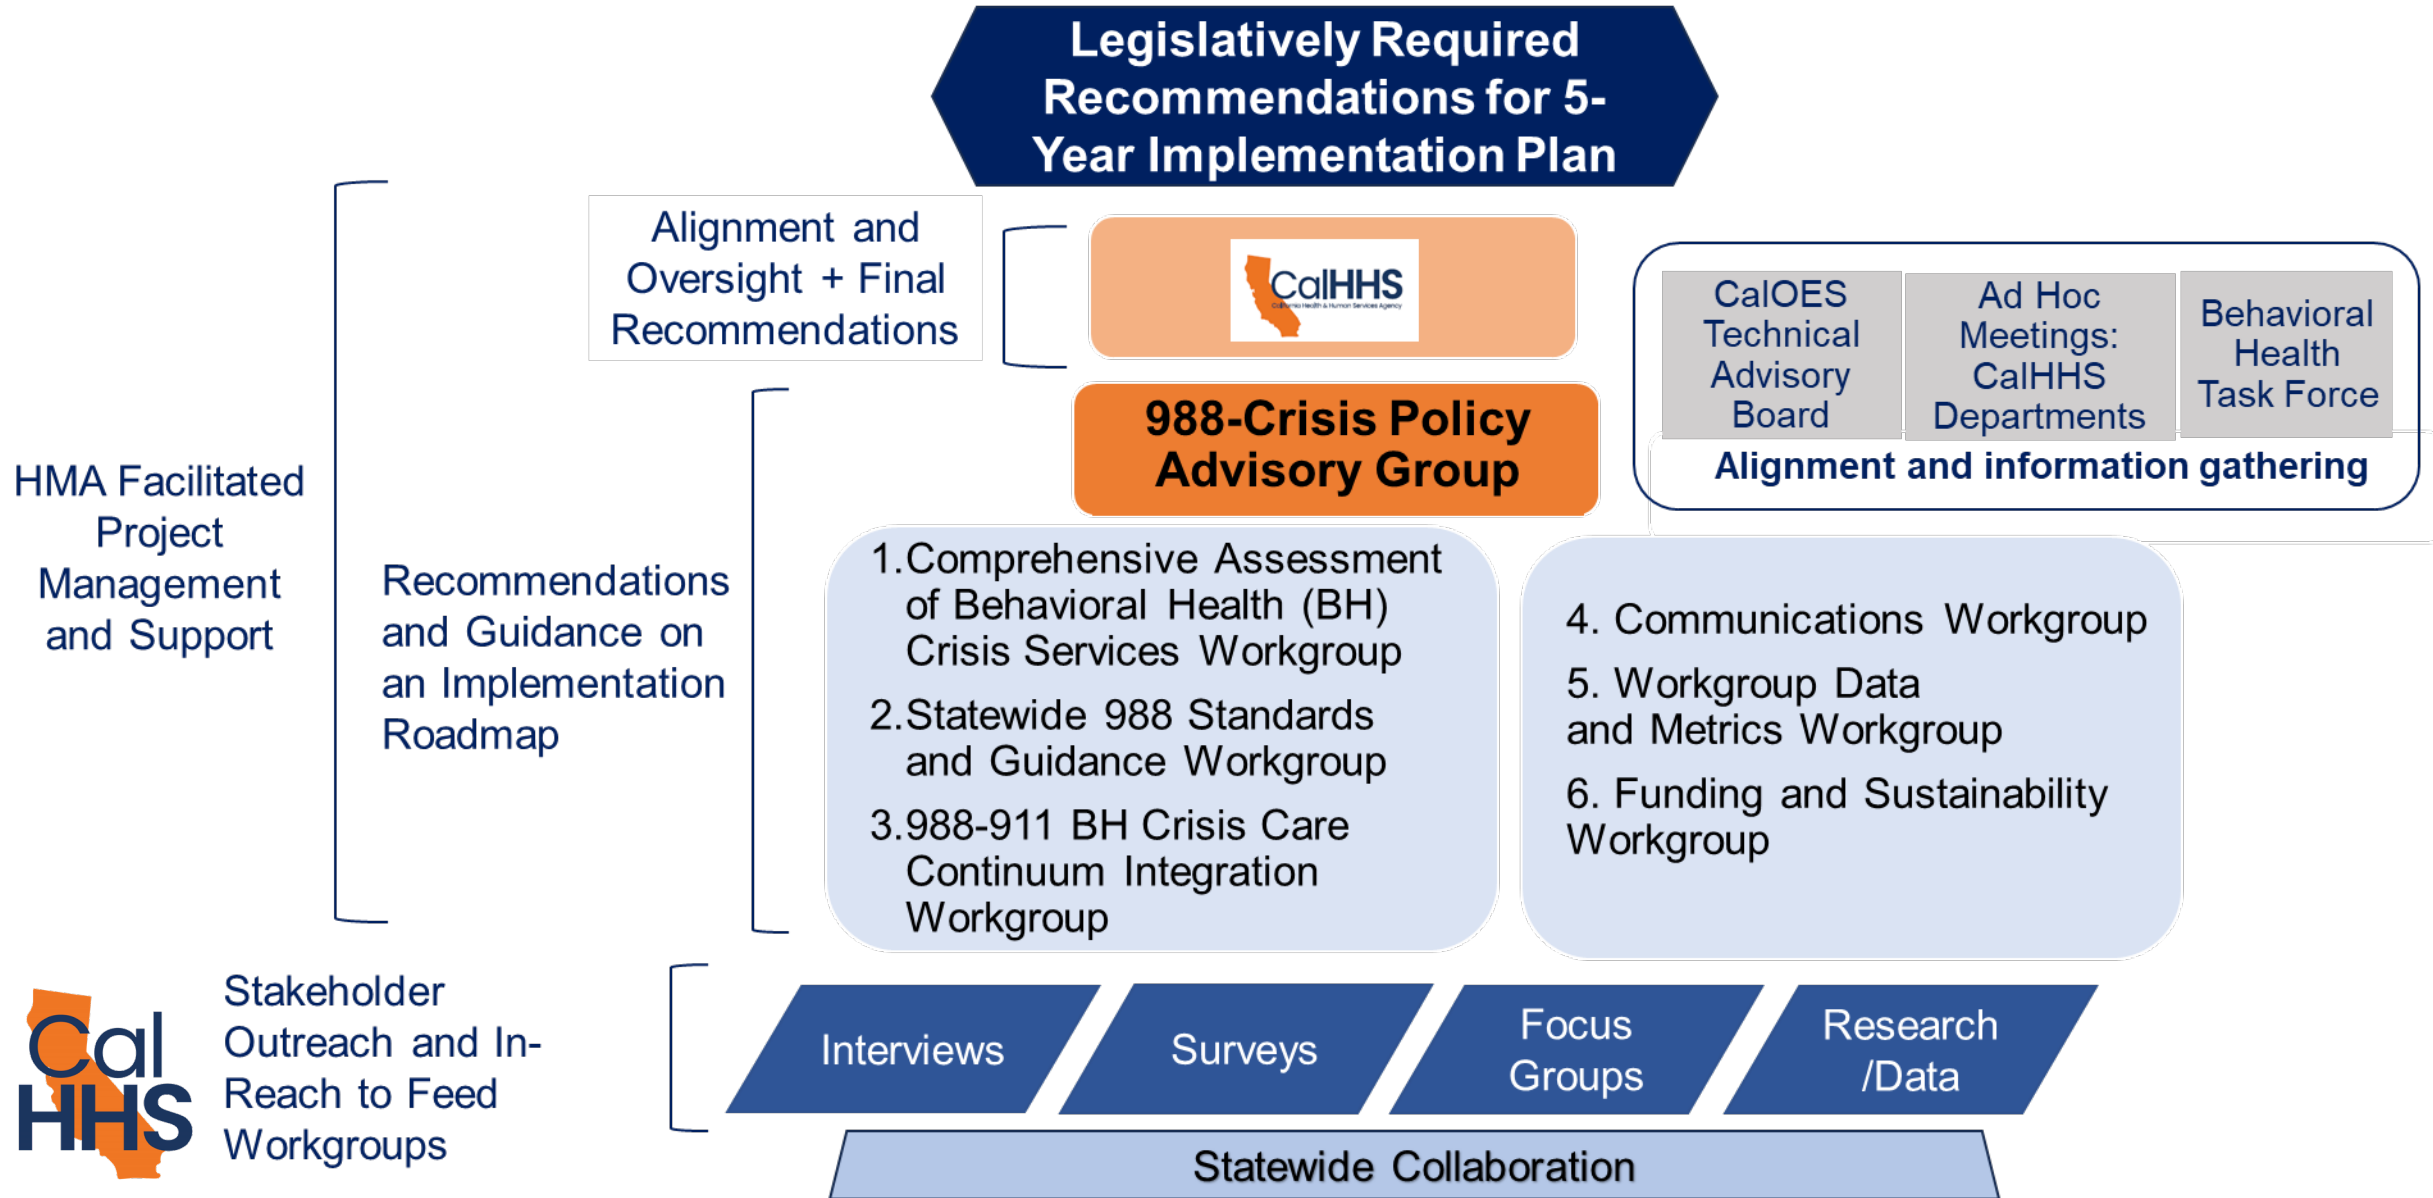 Legislatively Required
Recommendations for 5-
Year Implementation Plan
Alignment and
Oversight + Final
Recommendations
CalHHS
California Health & Human Services Agency
CalOES
Technical
Advisory
Board
Ad Hoc
Meetings:
CalHHS
Departments
Behavioral
Health
Task Force
Alignment and information gathering
988-Crisis Policy
Advisory Group
HMA Facilitated
Project
Management
and Support
Recommendations
and Guidance on
an Implementation
Roadmap
1.Comprehensive Assessment
of Behavioral Health (BH)
Crisis Services Workgroup
2.Statewide 988 Standards
and Guidance Workgroup
3.988-911 BH Crisis Care
Continuum Integration
Workgroup
4. Communications Workgroup
5. Workgroup Data
and Metrics Workgroup
6. Funding and Sustainability
Workgroup
Cal
HHS
Stakeholder
Outreach and In-
Reach to Feed
Workgroups
Interviews
Surveys
Focus
Groups
Research
/Data
Statewide Collaboration